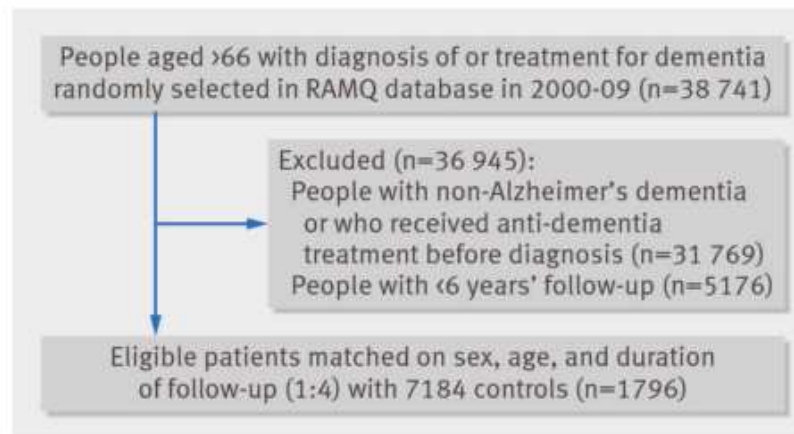 People aged >66 with diagnosis of or treatment for dementia
randomly selected in RAMQ database in 2000-09 (n=38 741)
Excluded (n=36 945):
People with non-Alzheimer's dementia
or who received anti-dementia
treatment before diagnosis (n=31 769)
People with <6 years' follow-up (n=5176)
Eligible patients matched on sex, age, and duration
of follow-up (1:4) with 7184 controls (n=1796)